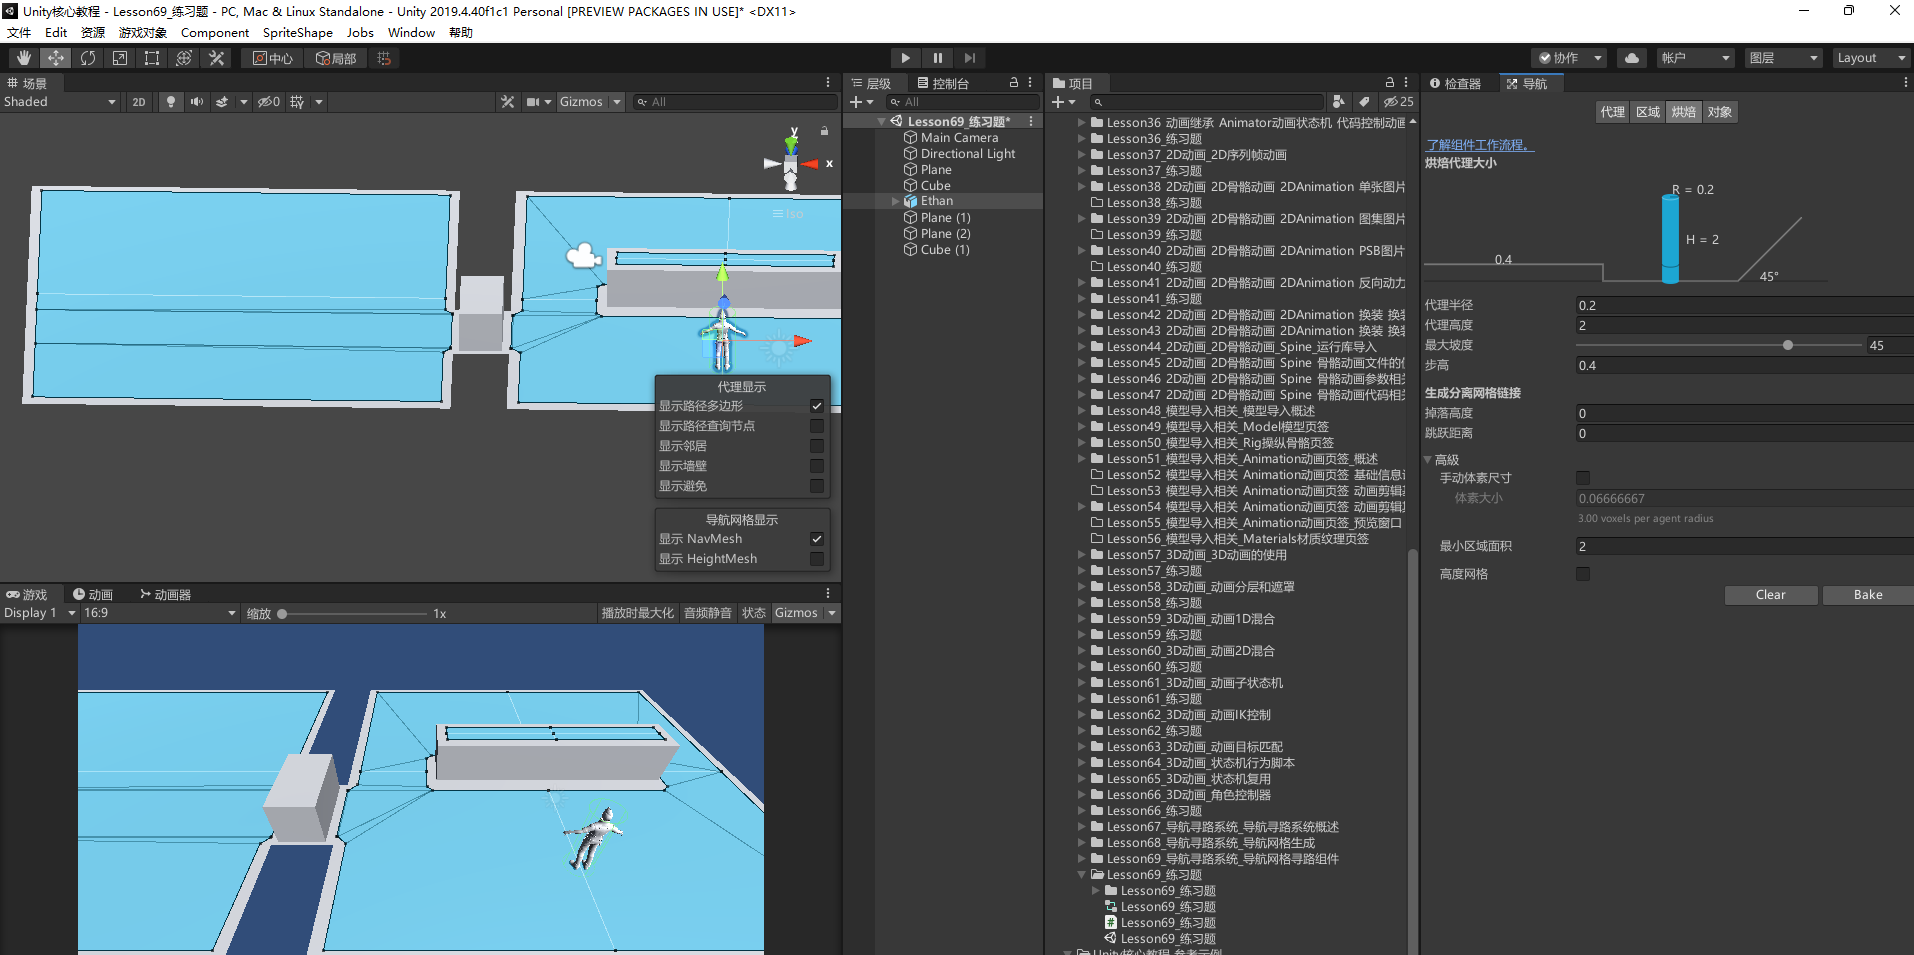 Unity核心教程 - Lesson69_练习题 - PC, Mac & Linux Standalone - Unity 2019.4.40f1c1 Personal [PREVIEW PACKAGES IN USE]* <DX11>
文件 Edit 资源 游戏对象 Component SpriteShape Jobs Window 帮助
中心 局部 协作 帐户 图层 Layout
场景
Shaded 2D 0 Gizmos All
y
x
Iso
代理显示
显示路径多边形
显示路径查询节点
显示邻居
显示墙壁
显示避免
导航网格显示
显示 NavMesh
显示 HeightMesh
游戏 动画 动画器
Display 1 16:9 缩放 1x 播放时最大化 音频静音 状态 Gizmos
层级 控制台
All
Lesson69_练习题*
Main Camera
Directional Light
Plane
Cube
Ethan
Plane (1)
Plane (2)
Cube (1)
项目
25
Lesson36 动画继承 Animator动画状态机 代码控制动画
Lesson36_练习题
Lesson37_2D动画_2D序列帧动画
Lesson37_练习题
Lesson38 2D动画 2D骨骼动画 2DAnimation 单张图片
Lesson38_练习题
Lesson39 2D动画 2D骨骼动画 2DAnimation 图集图片
Lesson39_练习题
Lesson40 2D动画 2D骨骼动画 2DAnimation PSB图片
Lesson40_练习题
Lesson41 2D动画 2D骨骼动画 2DAnimation 反向动力
Lesson41_练习题
Lesson42 2D动画 2D骨骼动画 2DAnimation 换装 换装
Lesson43 2D动画 2D骨骼动画 2DAnimation 换装 换装
Lesson44_2D动画_2D骨骼动画_Spine_运行库导入
Lesson45 2D动画 2D骨骼动画 Spine 骨骼动画文件的使
Lesson46 2D动画 2D骨骼动画 Spine 骨骼动画参数相关
Lesson47 2D动画 2D骨骼动画 Spine 骨骼动画代码相关
Lesson48_模型导入相关_模型导入概述
Lesson49_模型导入相关_Model模型页签
Lesson50_模型导入相关_Rig操纵骨骼页签
Lesson51_模型导入相关_Animation动画页签_概述
Lesson52 模型导入相关 Animation动画页签 基础信息
Lesson53 模型导入相关 Animation动画页签 动画剪辑
Lesson54 模型导入相关 Animation动画页签 动画剪辑
Lesson55_模型导入相关_Animation动画页签_预览窗口
Lesson56_模型导入相关_Materials材质纹理页签
Lesson57_3D动画_3D动画的使用
Lesson57_练习题
Lesson58_3D动画_动画分层和遮罩
Lesson58_练习题
Lesson59_3D动画_动画1D混合
Lesson59_练习题
Lesson60_3D动画_动画2D混合
Lesson60_练习题
Lesson61_3D动画_动画子状态机
Lesson61_练习题
Lesson62_3D动画_动画IK控制
Lesson62_练习题
Lesson63_3D动画_动画目标匹配
Lesson64_3D动画_状态机行为脚本
Lesson65_3D动画_状态机复用
Lesson66_3D动画_角色控制器
Lesson66_练习题
Lesson67_导航寻路系统_导航寻路系统概述
Lesson68_导航寻路系统_导航网格生成
Lesson69_导航寻路系统_导航网格寻路组件
Lesson69_练习题
Lesson69_练习题
Lesson69_练习题
Lesson69_练习题
Lesson69_练习题
Unity核心教程 参考示例
检查器 导航
代理 区域 烘焙 对象
了解组件工作流程。
烘焙代理大小
R = 0.2
H = 2
0.4
45°
代理半径 0.2
代理高度 2
最大坡度 45
步高 0.4
生成分离网格链接
掉落高度 0
跳跃距离 0
高级
手动体素尺寸
体素大小 0.06666667
3.00 voxels per agent radius
最小区域面积 2
高度网格
Clear Bake